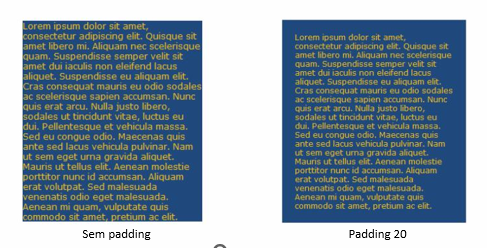 Lorem ipsum dolor sit amet,
consectetur adipiscing elit. Quisque sit
amet libero mi. Aliquam nec scelerisque
quam. Suspendisse semper velit sit
amet dui iaculis non eleifend lacus
aliquet. Suspendisse eu aliquam elit.
Cras consequat mauris eu odio sodales
ac scelerisque sapien accumsan. Nunc
quis erat arcu. Nulla justo libero,
sodales ut tincidunt vitae, luctus eu
dui. Pellentesque et vehicula massa.
Sed eu congue odio. Maecenas quis
ante sed lacus vehicula pulvinar. Nam
ut sem eget urna gravida aliquet.
Mauris ut tellus elit. Aenean molestie
porttitor nunc id accumsan. Aliquam
erat volutpat. Sed malesuada
venenatis odio eget malesuada.
Aenean mi quam, vulputate quis
commodo sit amet, pretium ac elit.
Sem padding
Lorem ipsum dolor sit amet,
consectetur adipiscing elit. Quisque sit
amet libero mi. Aliquam nec scelerisque
quam. Suspendisse semper velit sit
amet dui iaculis non eleifend lacus
aliquet. Suspendisse eu aliquam elit.
Cras consequat mauris eu odio sodales
ac scelerisque sapien accumsan. Nunc
quis erat arcu. Nulla justo libero,
sodales ut tincidunt vitae, luctus eu
dui. Pellentesque et vehicula massa.
Sed eu congue odio. Maecenas quis
ante sed lacus vehicula pulvinar. Nam
ut sem eget urna gravida aliquet.
Mauris ut tellus elit. Aenean molestie
porttitor nunc id accumsan. Aliquam
erat volutpat. Sed malesuada
venenatis odio eget malesuada.
Aenean mi quam, vulputate quis
commodo sit amet, pretium ac elit.
Padding 20